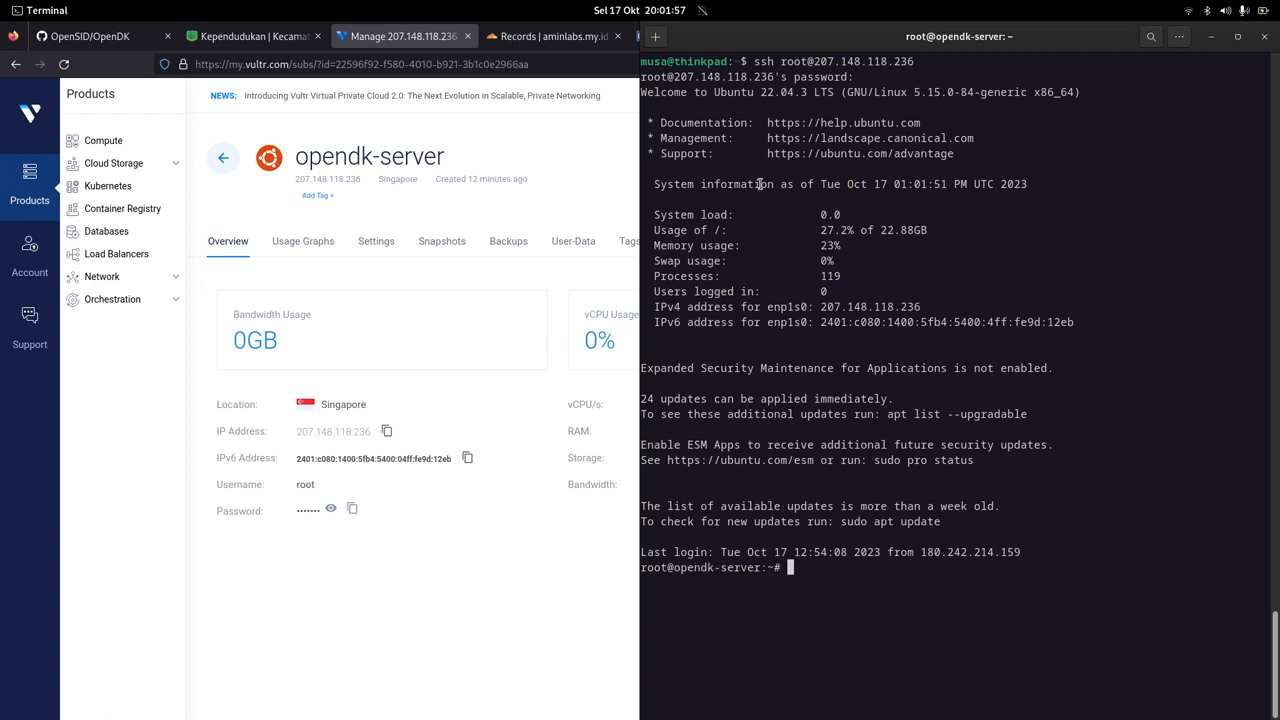 Terminal
Sel 17 Okt 20:01:57
OpenSID/OpenDK
Kependudukan | Kecamat
Manage 207.148.118.236
Records | aminlabs.my.id
https://my.vultr.com/subs/?id=22596f92-f580-4010-b921-3b1c0e2966aa
Products
Account
Support
Products
Compute
Cloud Storage
Kubernetes
Container Registry
Databases
Load Balancers
Network
Orchestration
NEWS: Introducing Vultr Virtual Private Cloud 2.0: The Next Evolution in Scalable, Private Networking
opendk-server
207.148.118.236 Singapore Created 12 minutes ago
Add Tag +
Overview Usage Graphs Settings Snapshots Backups User-Data Tags
Bandwidth Usage
0GB
vCPU Usage
0%
Location: Singapore
IP Address: 207.148.118.236
IPv6 Address: 2401:c080:1400:5fb4:5400:04ff:fe9d:12eb
Username: root
Password: •••••••
vCPU/s:
RAM:
Storage:
Bandwidth:
root@opendk-server: ~
musa@thinkpad:~$ ssh root@207.148.118.236
root@207.148.118.236's password:
Welcome to Ubuntu 22.04.3 LTS (GNU/Linux 5.15.0-84-generic x86_64)
* Documentation: https://help.ubuntu.com
* Management: https://landscape.canonical.com
* Support: https://ubuntu.com/advantage
System information as of Tue Oct 17 01:01:51 PM UTC 2023
System load: 0.0
Usage of /: 27.2% of 22.88GB
Memory usage: 23%
Swap usage: 0%
Processes: 119
Users logged in: 0
IPv4 address for enp1s0: 207.148.118.236
IPv6 address for enp1s0: 2401:c080:1400:5fb4:5400:4ff:fe9d:12eb
Expanded Security Maintenance for Applications is not enabled.
24 updates can be applied immediately.
To see these additional updates run: apt list --upgradable
Enable ESM Apps to receive additional future security updates.
See https://ubuntu.com/esm or run: sudo pro status
The list of available updates is more than a week old.
To check for new updates run: sudo apt update
Last login: Tue Oct 17 12:54:08 2023 from 180.242.214.159
root@opendk-server:~#